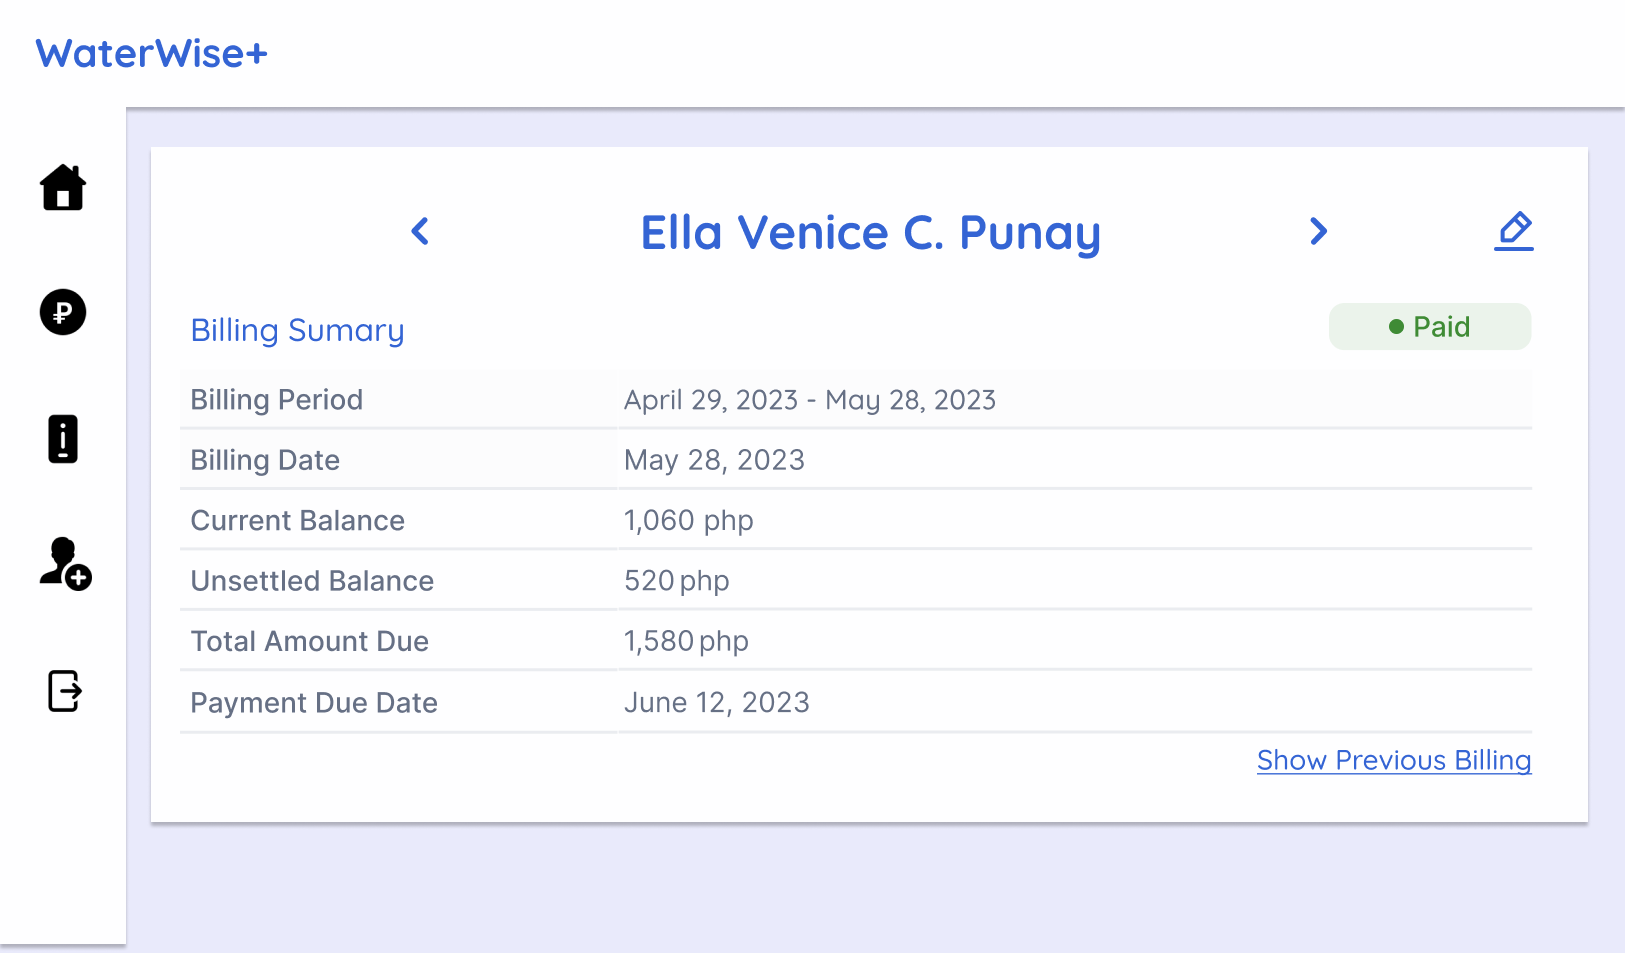 WaterWise+
Ella Venice C. Punay
Billing Sumary
Paid
Billing Period April 29, 2023 - May 28, 2023
Billing Date May 28, 2023
Current Balance 1,060 php
Unsettled Balance 520 php
Total Amount Due 1,580 php
Payment Due Date June 12, 2023
Show Previous Billing